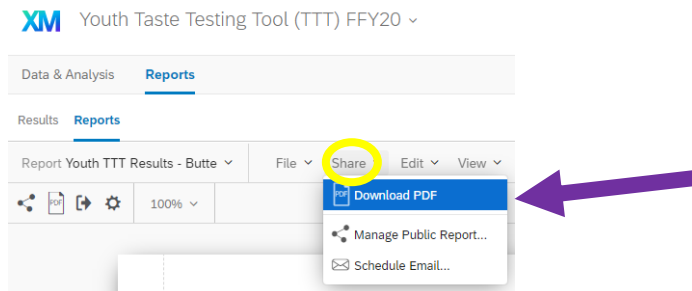 XM Youth Taste Testing Tool (TTT) FFY20
Data & Analysis Reports
Results Reports
Report Youth TTT Results - Butte File Share Edit View
PDF 100%
PDF Download PDF
Manage Public Report...
Schedule Email...